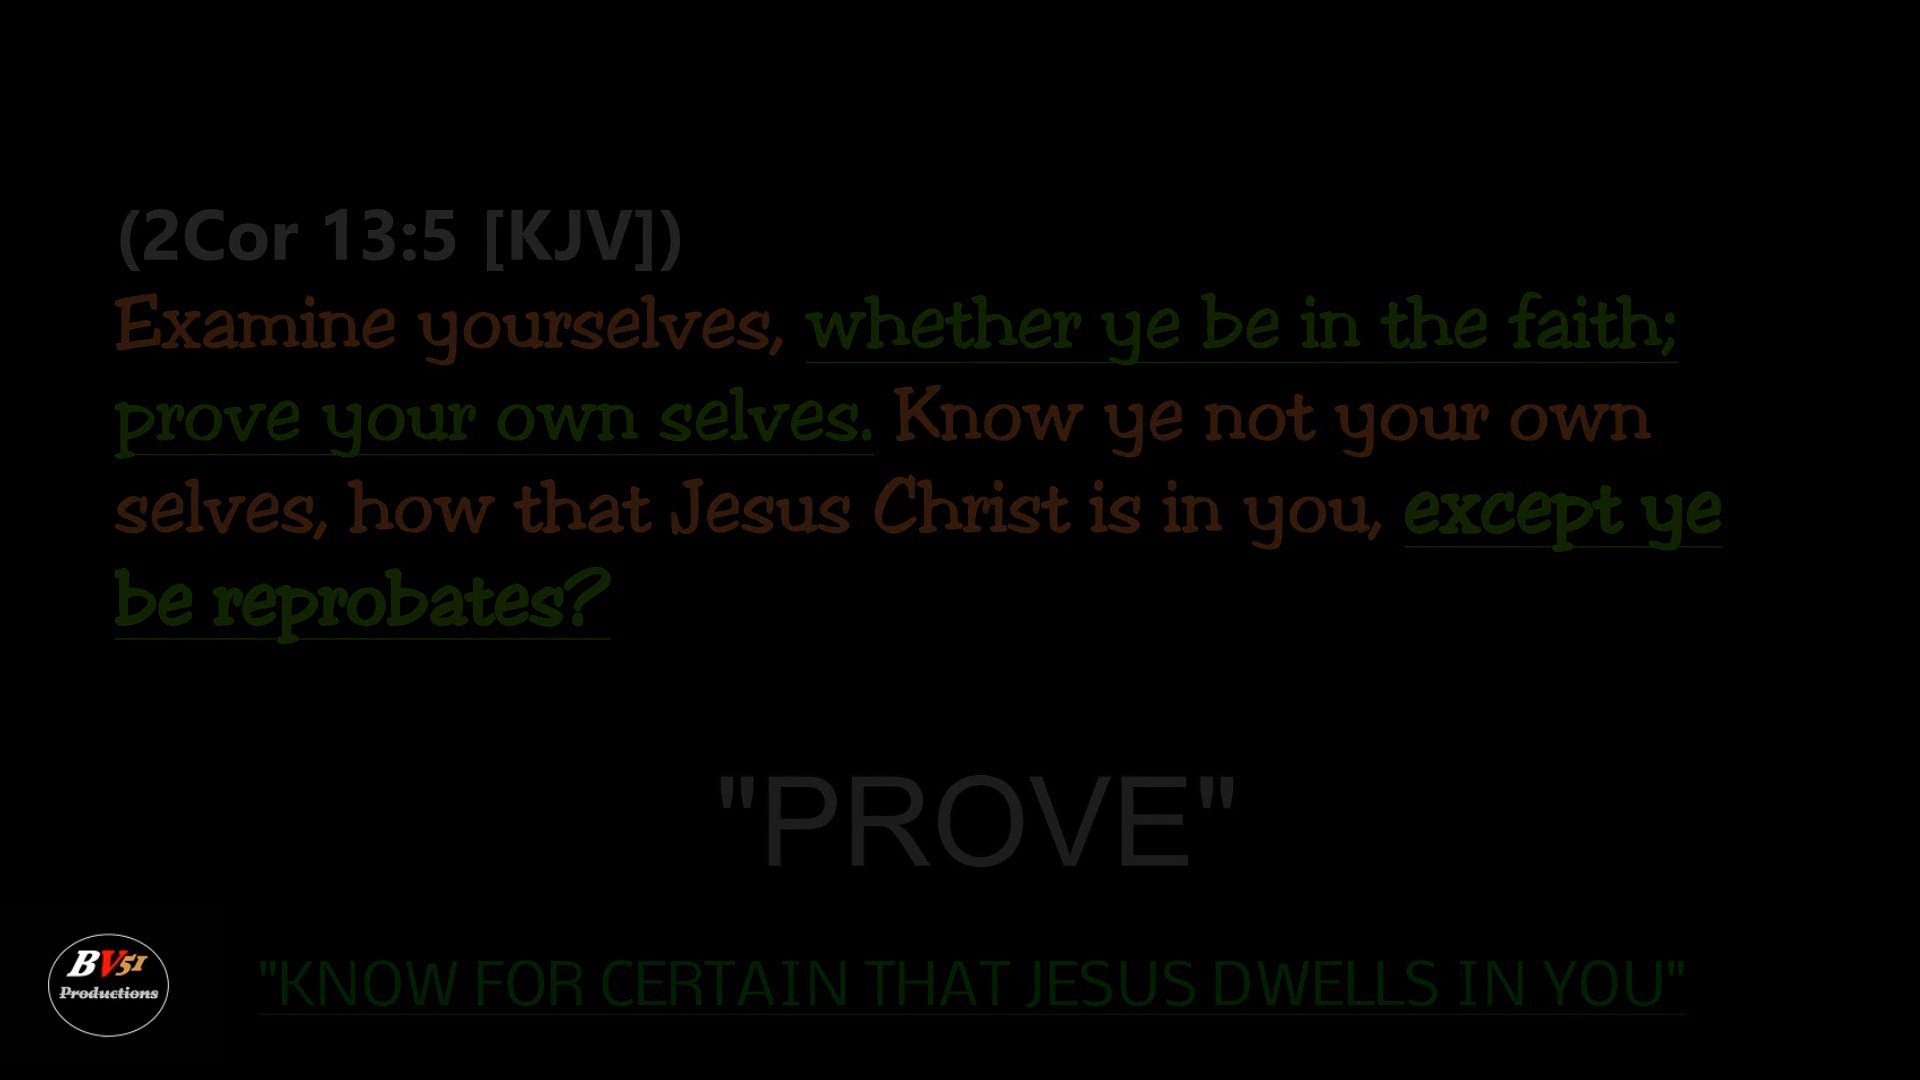 (2Cor 13:5 [KJV])
Examine yourselves, whether ye be in the faith;
prove your own selves. Know ye not your own
selves, how that Jesus Christ is in you, except ye
be reprobates?
"PROVE"
BV51
Productions
"KNOW FOR CERTAIN THAT JESUS DWELLS IN YOU"